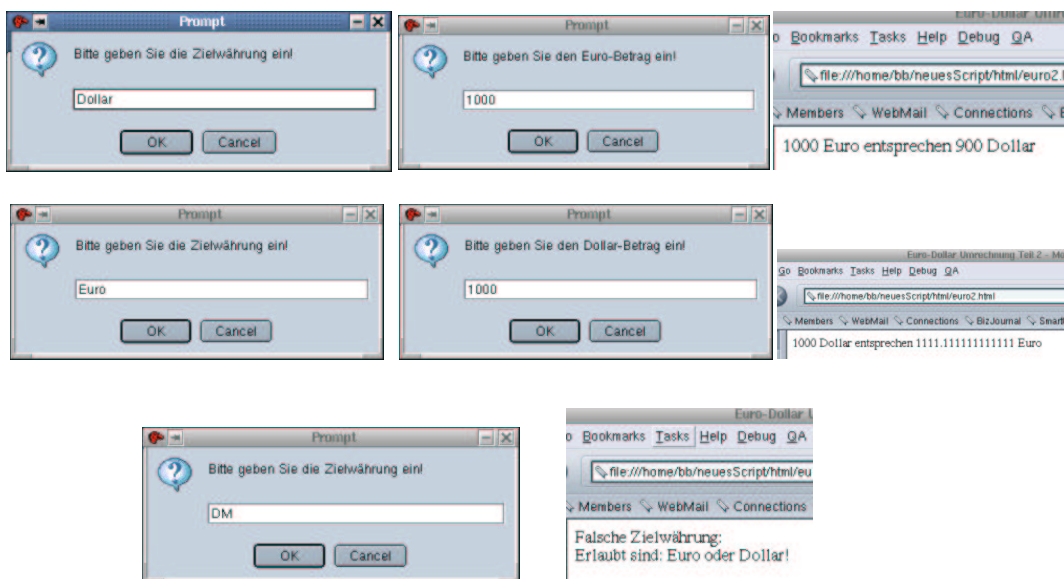 Prompt
Bitte geben Sie die Zielwährung ein!
Dollar
OK Cancel
Prompt
Bitte geben Sie den Euro-Betrag ein!
1000
OK Cancel
Euro-Dollar
o Bookmarks Tasks Help Debug QA
file:///home/bb/neuesScript/html/euro2.
Members WebMail Connections
1000 Euro entsprechen 900 Dollar
Prompt
Bitte geben Sie die Zielwährung ein!
Euro
OK Cancel
Prompt
Bitte geben Sie den Dollar-Betrag ein!
1000
OK Cancel
Euro-Dollar Umrechnung Teil 2 - Mo
Go Bookmarks Tasks Help Debug QA
file:///home/bb/neuesScript/html/euro2.html
Members WebMail Connections BizJournal Smart
1000 Dollar entsprechen 1111.111111111111 Euro
Prompt
Bitte geben Sie die Zielwährung ein!
DM
OK Cancel
Euro-Dollar U
o Bookmarks Tasks Help Debug QA
file:///home/bb/neuesScript/html/eu
Members WebMail Connections
Falsche Zielwährung:
Erlaubt sind: Euro oder Dollar!